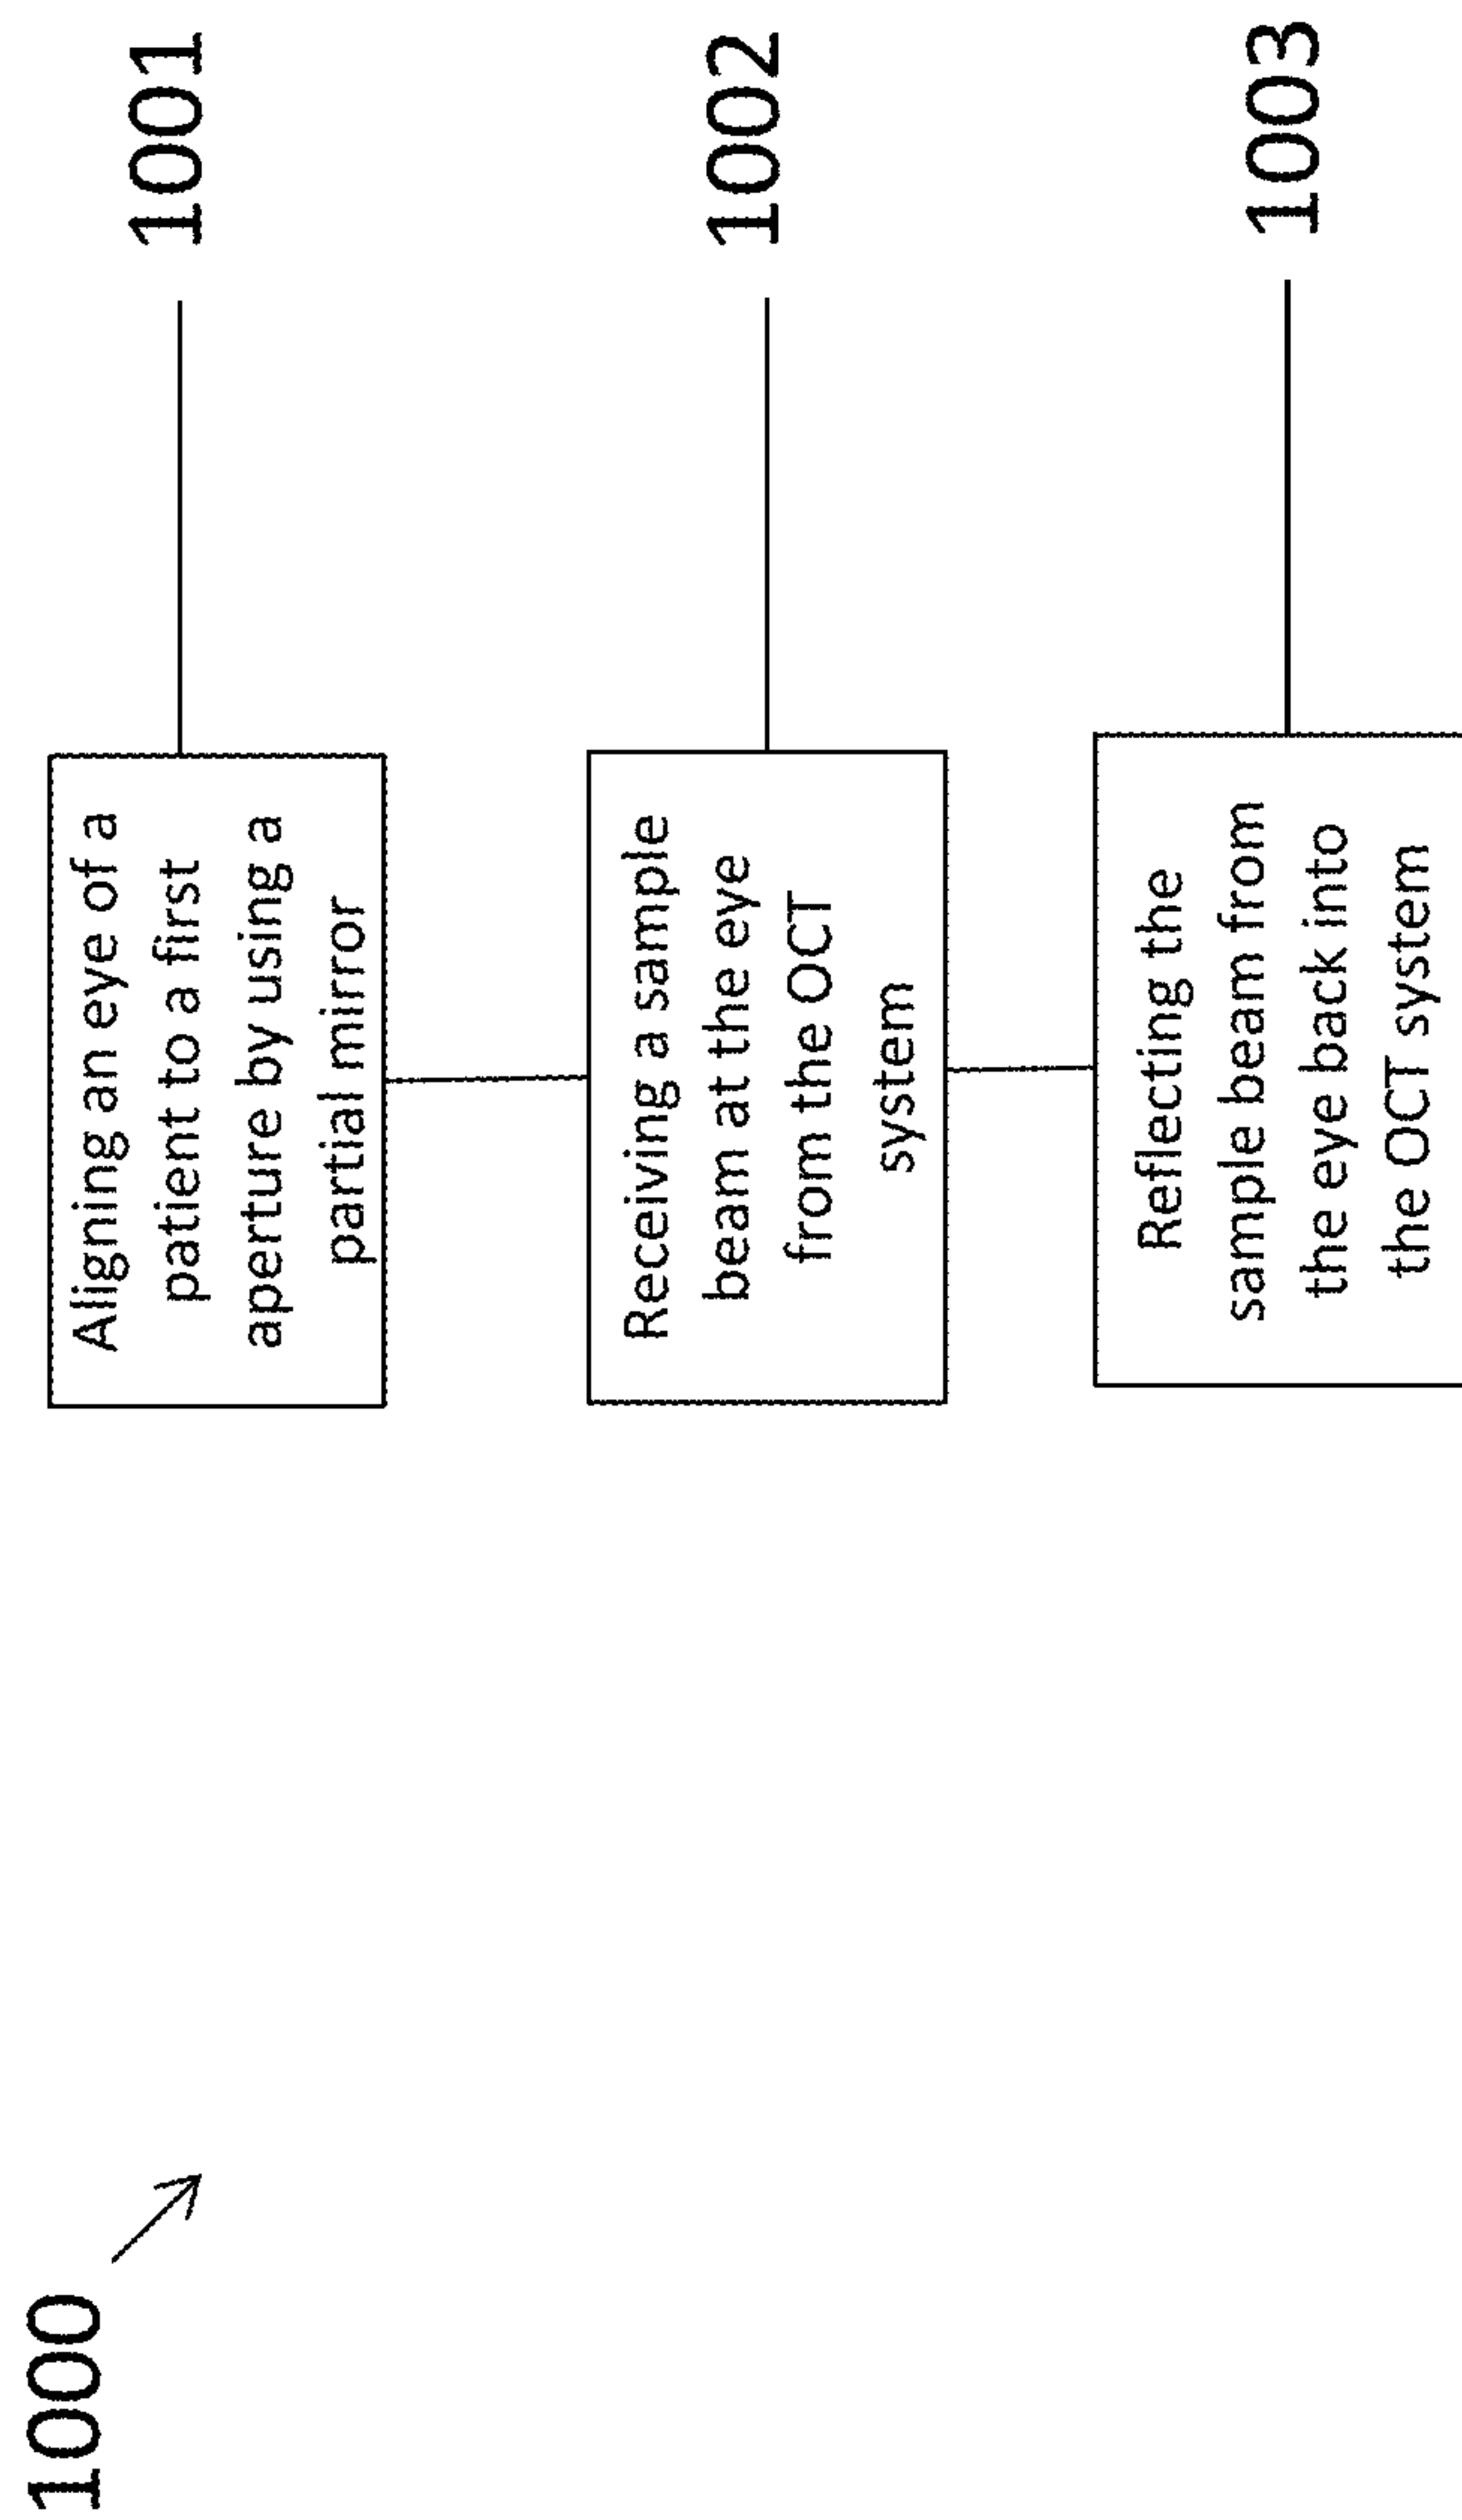 1000
Aligning an eye of a
patient to a first
aperture by using a
partial mirror
1001
Receiving a sample
beam at the eye
from the OCT
system
1002
Reflecting the
sample beam from
the eye back into
the OCT system
1003